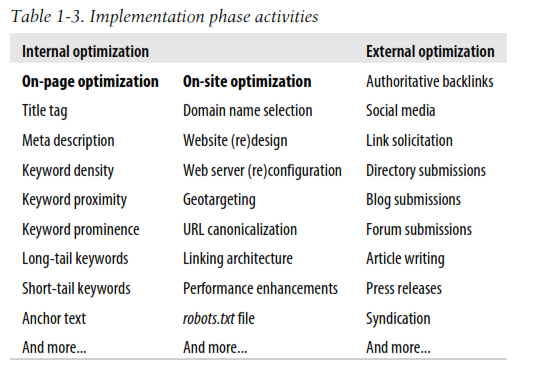 Table 1-3. Implementation phase activities
Internal optimization External optimization
On-page optimization On-site optimization Authoritative backlinks
Title tag Domain name selection Social media
Meta description Website (re)design Link solicitation
Keyword density Web server (re)configuration Directory submissions
Keyword proximity Geotargeting Blog submissions
Keyword prominence URL canonicalization Forum submissions
Long-tail keywords Linking architecture Article writing
Short-tail keywords Performance enhancements Press releases
Anchor text robots.txt file Syndication
And more... And more... And more...